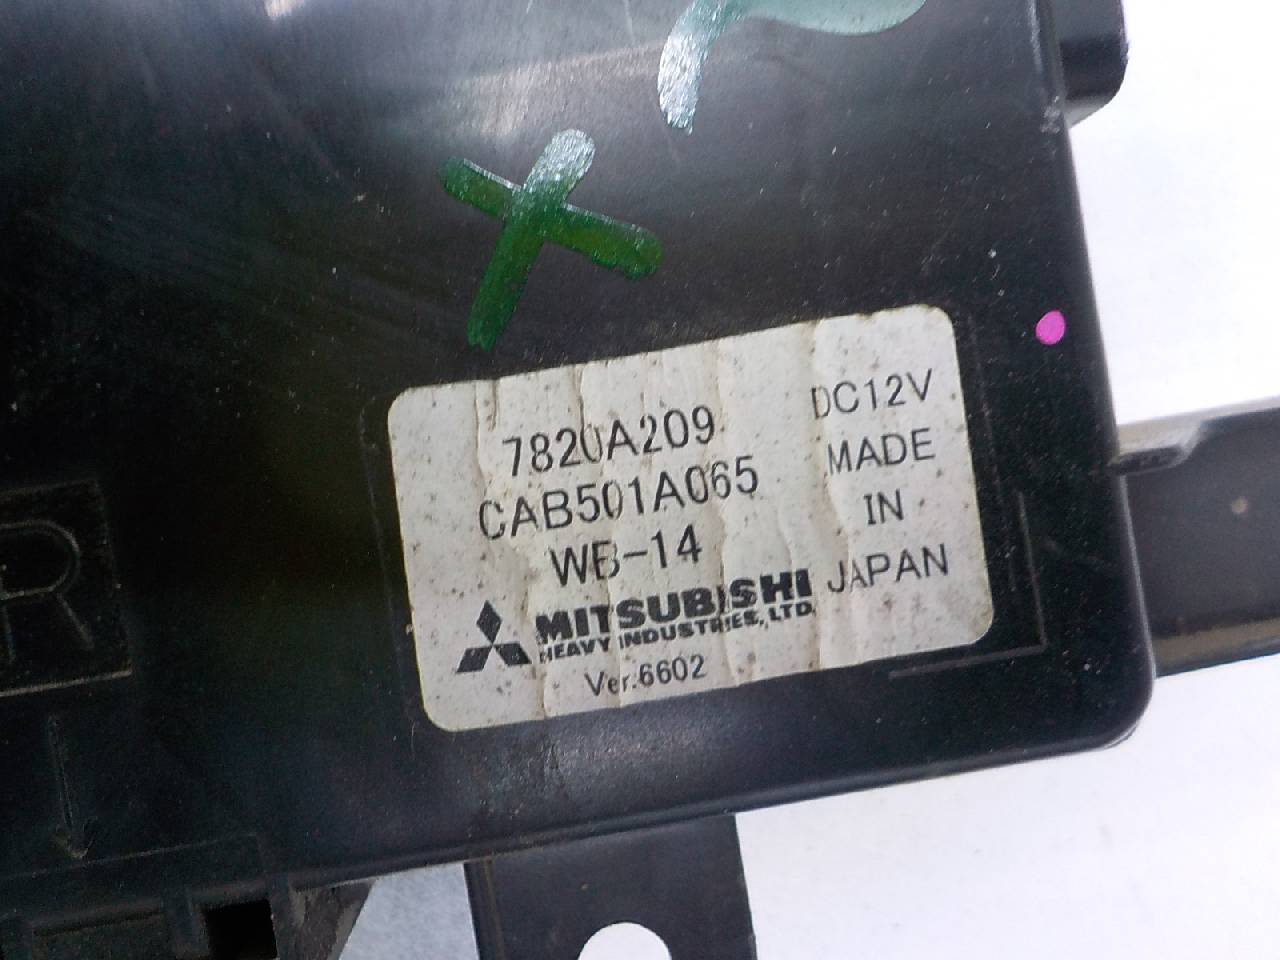 7820A209
CAB501A065
WB-14
MITSUBISHI
HEAVY INDUSTRIES, LTD.
Ver.6602
DC12V
MADE
IN
JAPAN
R